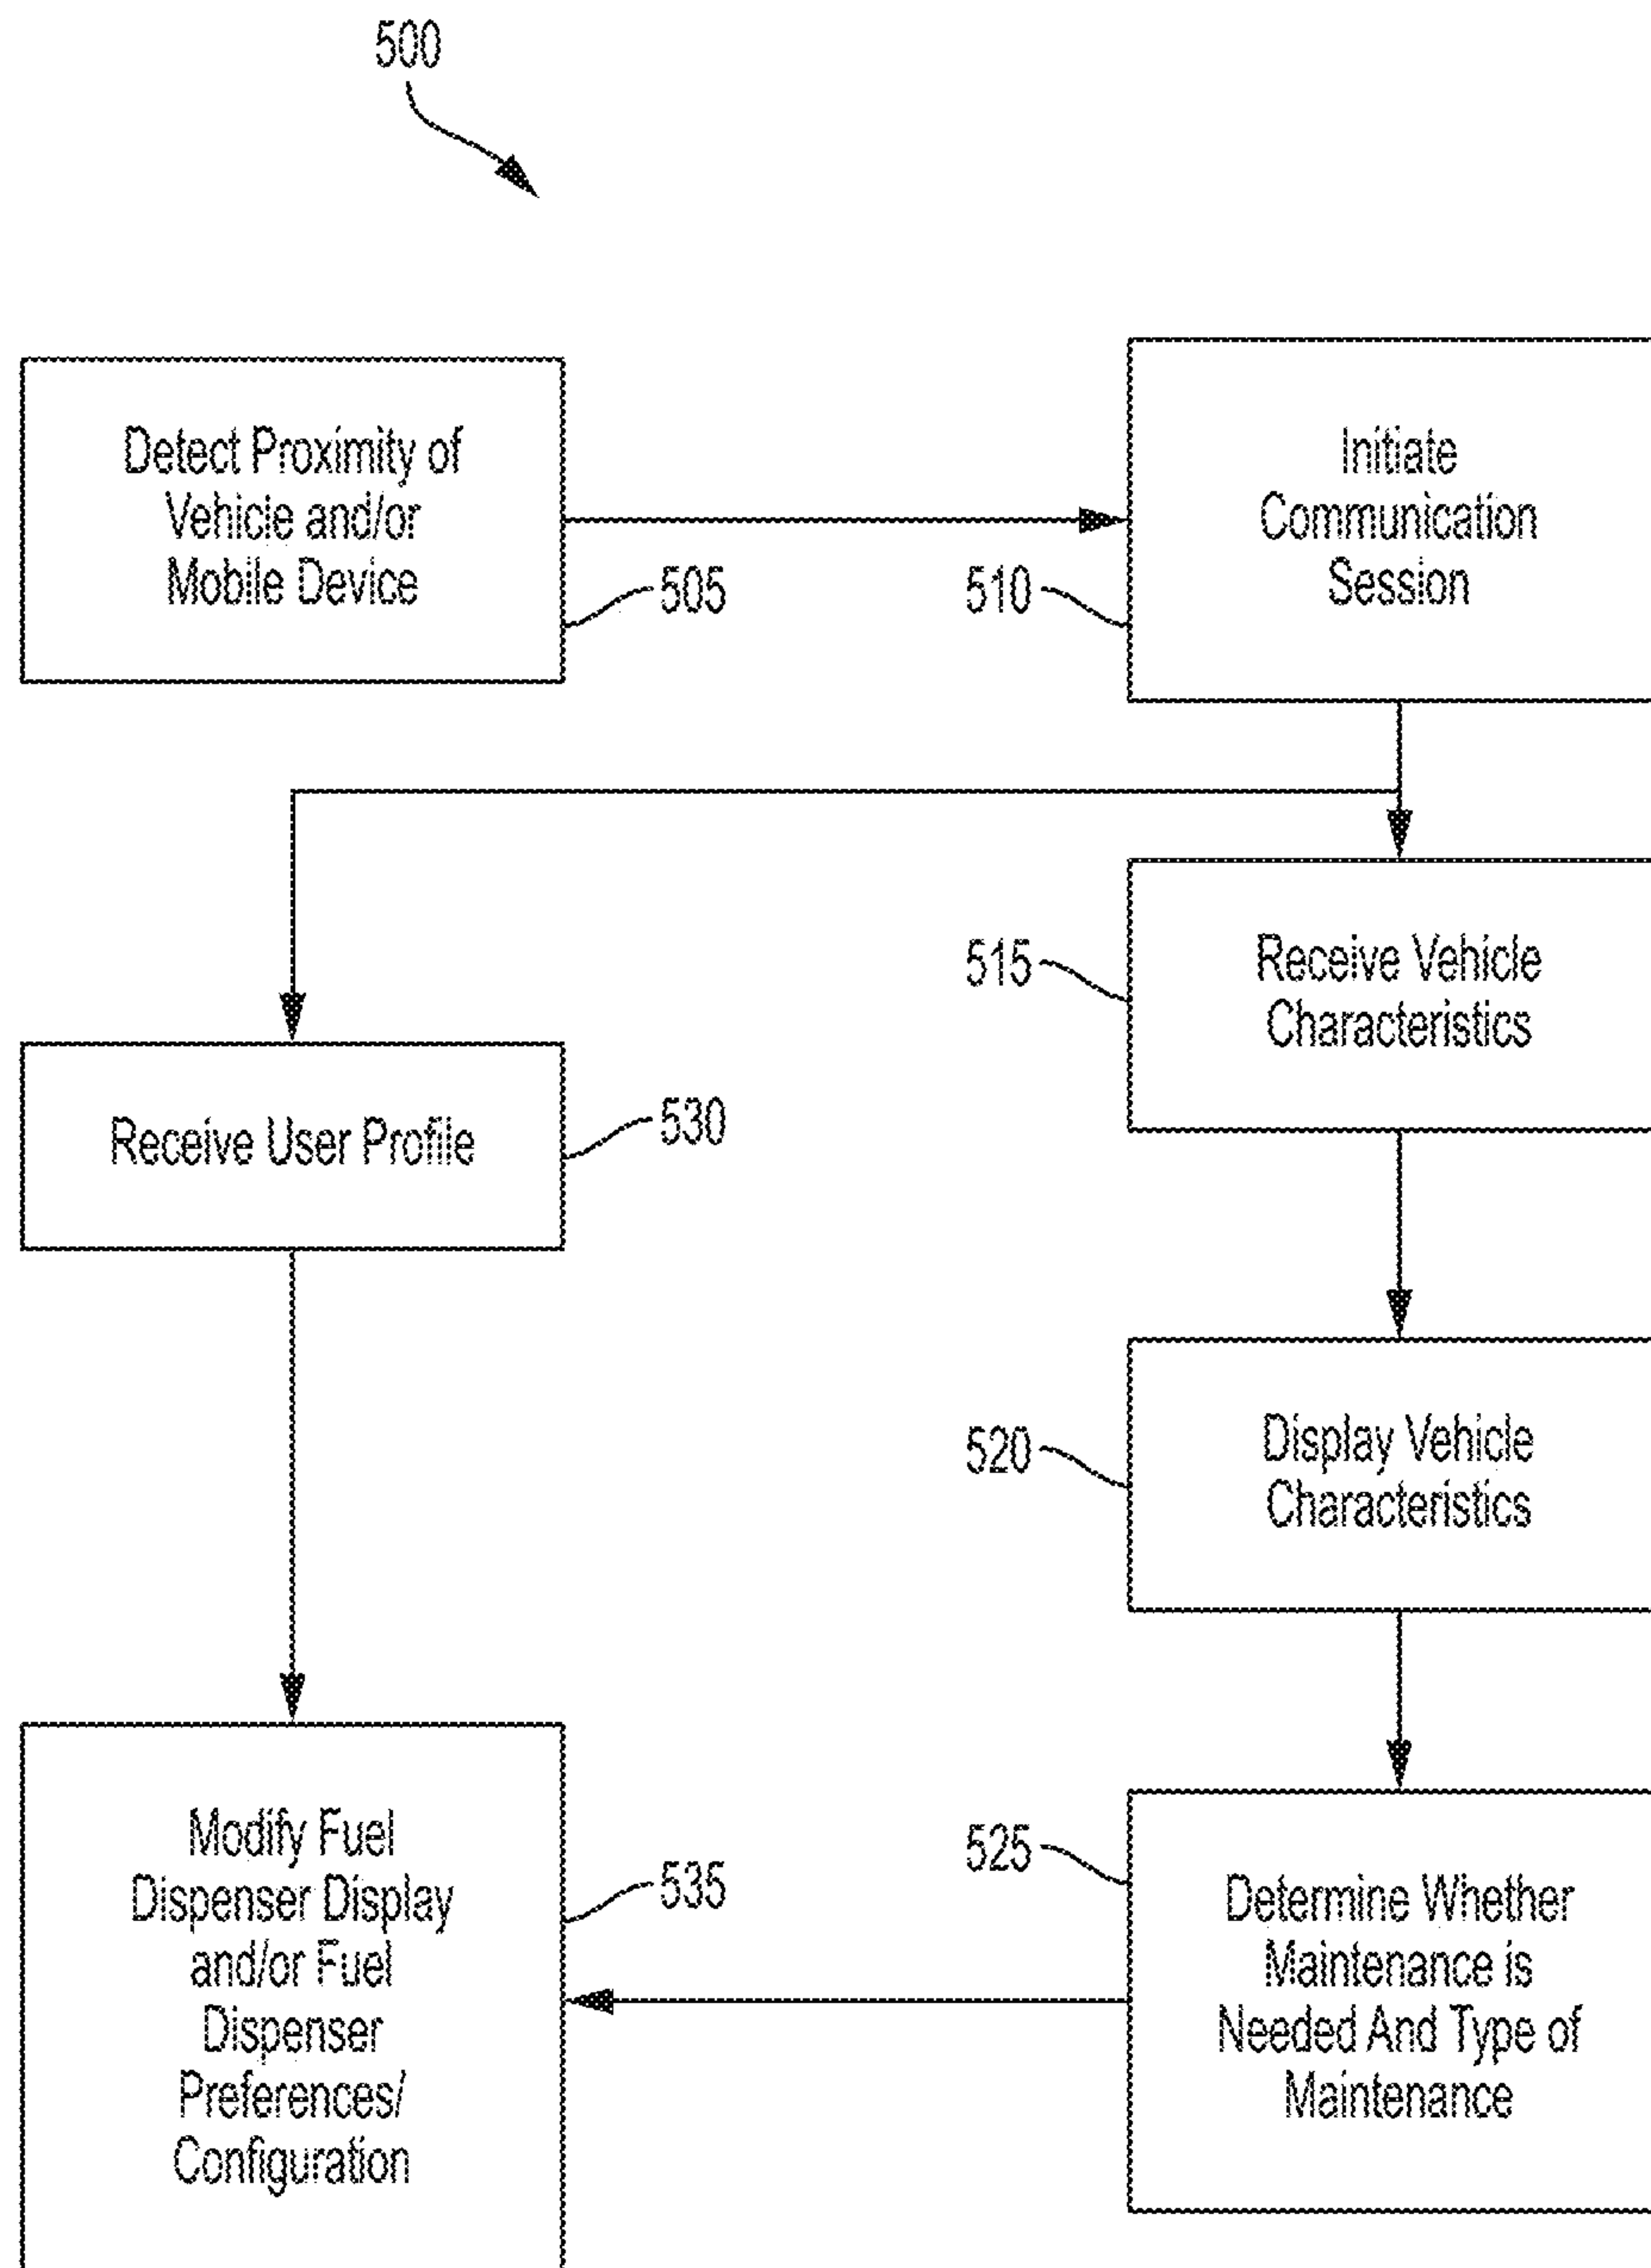 500
Detect Proximity of
Vehicle and/or
Mobile Device
505
510
Initiate
Communication
Session
515
Receive Vehicle
Characteristics
Receive User Profile
530
520
Display Vehicle
Characteristics
Modify Fuel
Dispenser Display
and/or Fuel
Dispenser
Preferences/
Configuration
535
525
Determine Whether
Maintenance is
Needed And Type of
Maintenance